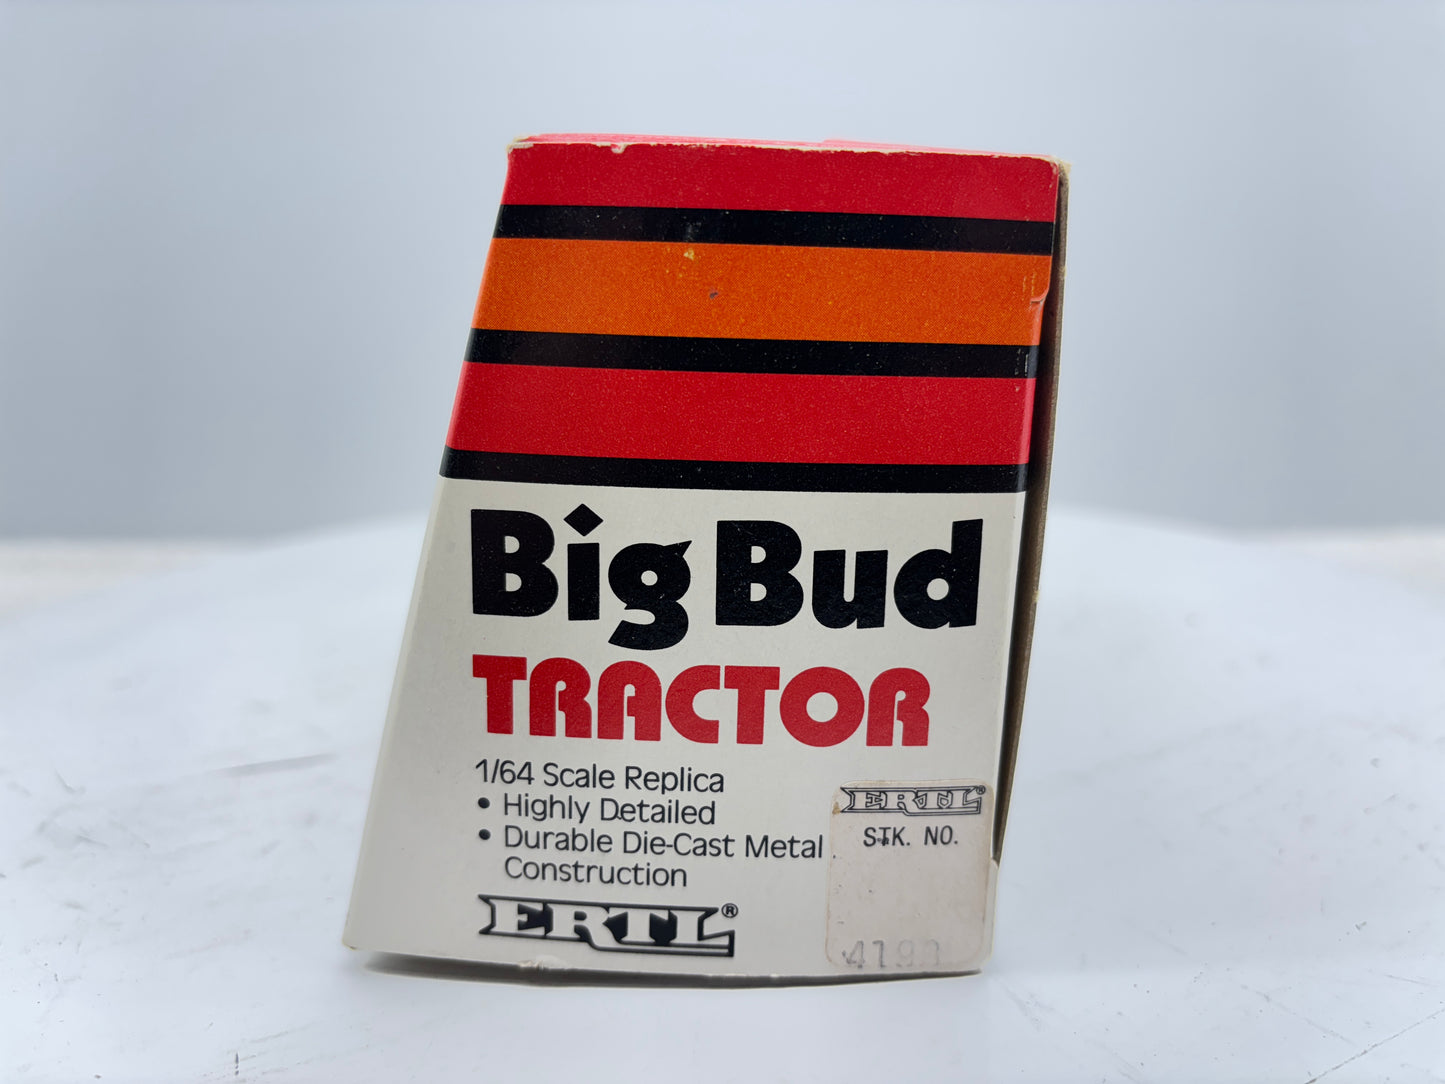 Big Bud
TRACTOR
1/64 Scale Replica
• Highly Detailed
• Durable Die-Cast Metal
Construction
ERTL®
ERTL®
STK. NO.